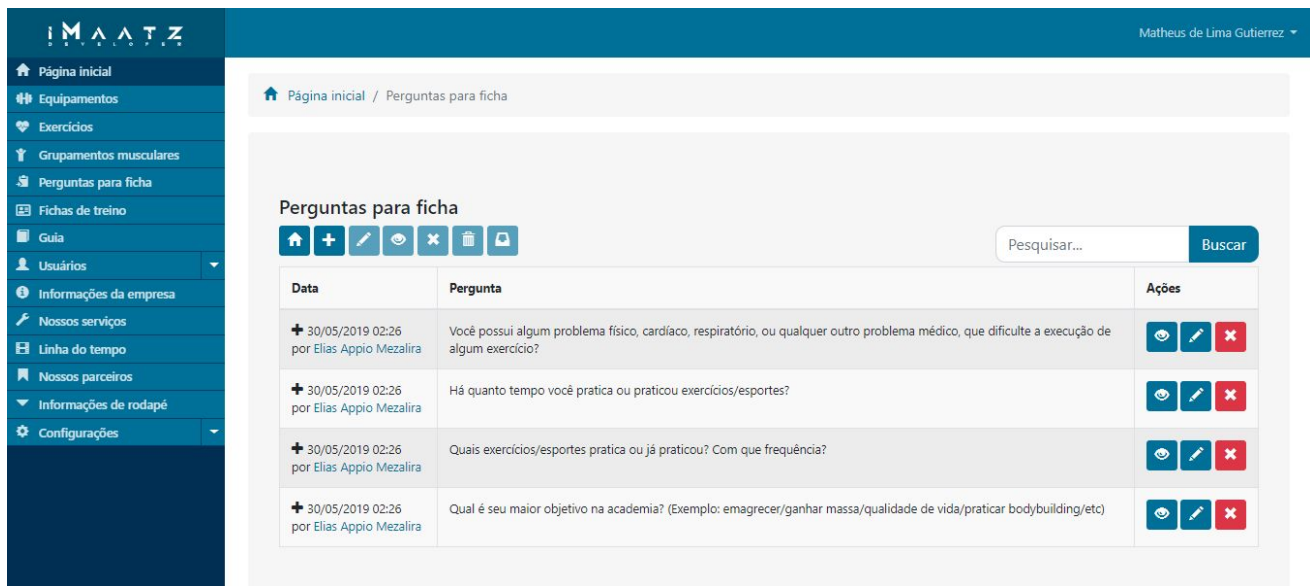 iMAATZ
DEVELOPER
Matheus de Lima Gutierrez
Página inicial
Equipamentos
Exercícios
Grupamentos musculares
Perguntas para ficha
Fichas de treino
Guia
Usuários
Informações da empresa
Nossos serviços
Linha do tempo
Nossos parceiros
Informações de rodapé
Configurações
Página inicial / Perguntas para ficha
Perguntas para ficha
Pesquisar... Buscar
Data Pergunta Ações
30/05/2019 02:26
por Elias Appio Mezalira
Você possui algum problema físico, cardíaco, respiratório, ou qualquer outro problema médico, que dificulte a execução de
algum exercício?
30/05/2019 02:26
por Elias Appio Mezalira
Há quanto tempo você pratica ou praticou exercícios/esportes?
30/05/2019 02:26
por Elias Appio Mezalira
Quais exercícios/esportes pratica ou já praticou? Com que frequência?
30/05/2019 02:26
por Elias Appio Mezalira
Qual é seu maior objetivo na academia? (Exemplo: emagrecer/ganhar massa/qualidade de vida/praticar bodybuilding/etc)